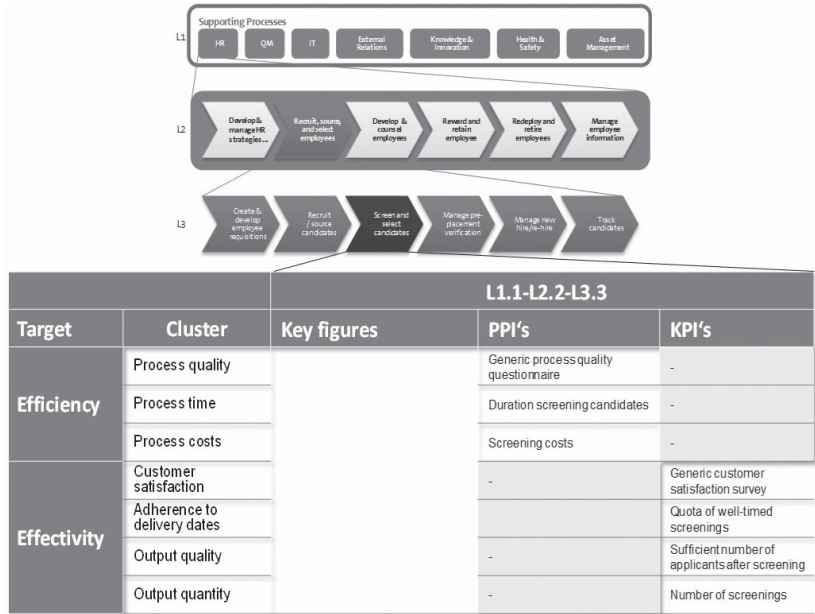 Supporting Processes
L1
HR
QM
IT
External
Relations
Knowledge &
Innovation
Health &
Safety
Asset
Management
L2
Develop &
manage HR
strategies...
Recruit, source,
and select
employees
Develop &
counsel
employees
Reward and
retain
employee
Redeploy and
retire
employees
Manage
employee
information
L3
Create &
develop
employee
requisitions
Recruit
/ source
candidates
Screen and
select
candidates
Manage pre-
placement
verification
Manage new
hire/re-hire
Track
candidates
L1.1-L2.2-L3.3
Target Cluster Key figures PPI's KPI's
Efficiency
Process quality
Generic process quality
questionnaire
-
Process time
Duration screening candidates
-
Process costs
Screening costs
-
Effectivity
Customer
satisfaction
-
Generic customer
satisfaction survey
Adherence to
delivery dates
Quota of well-timed
screenings
Output quality
-
Sufficient number of
applicants after screening
Output quantity
-
Number of screenings